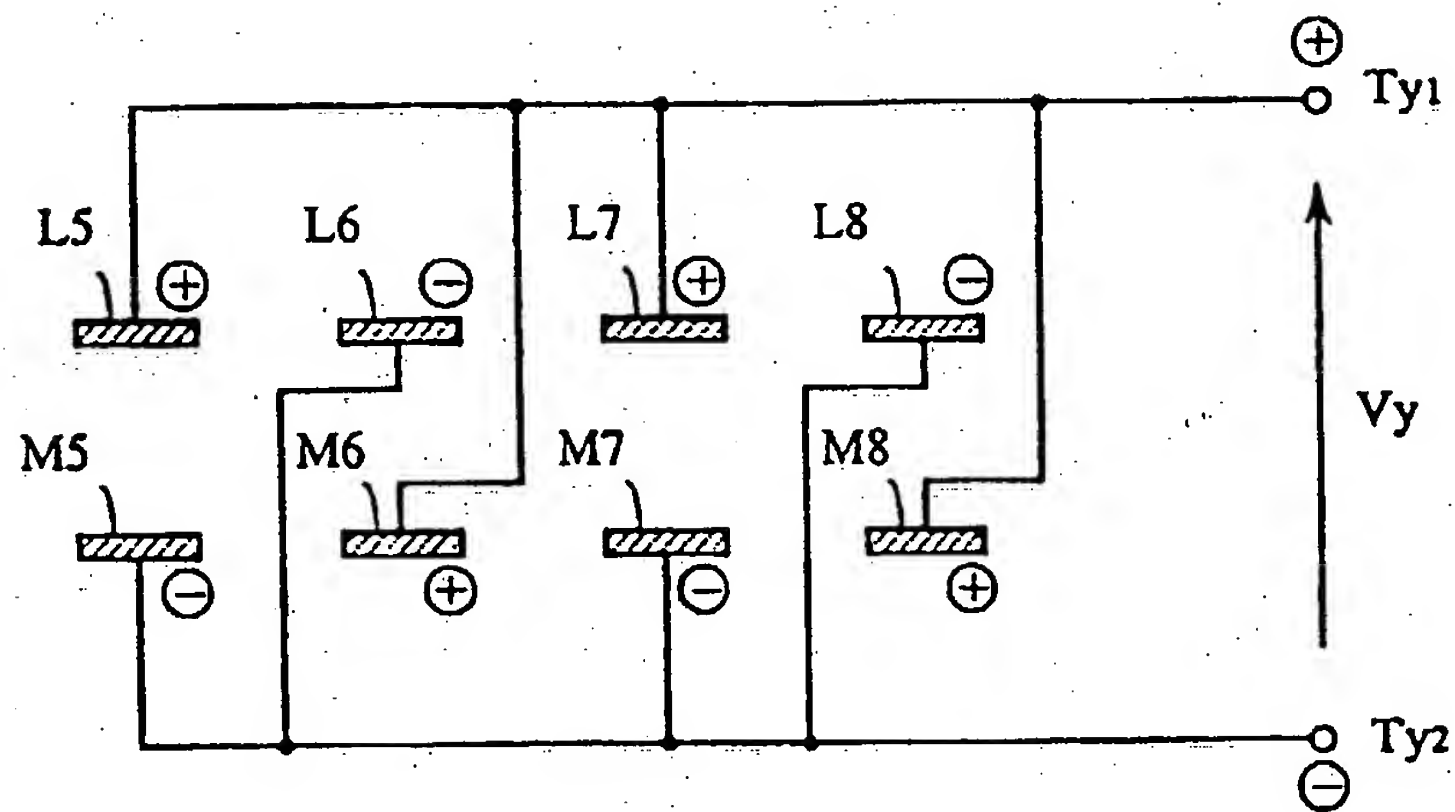 ⊕
Ty1
L5 L6 L7 L8
⊕ ⊖ ⊕ ⊖
Vy
M5 M6 M7 M8
⊖ ⊕ ⊖ ⊕
Ty2
⊖